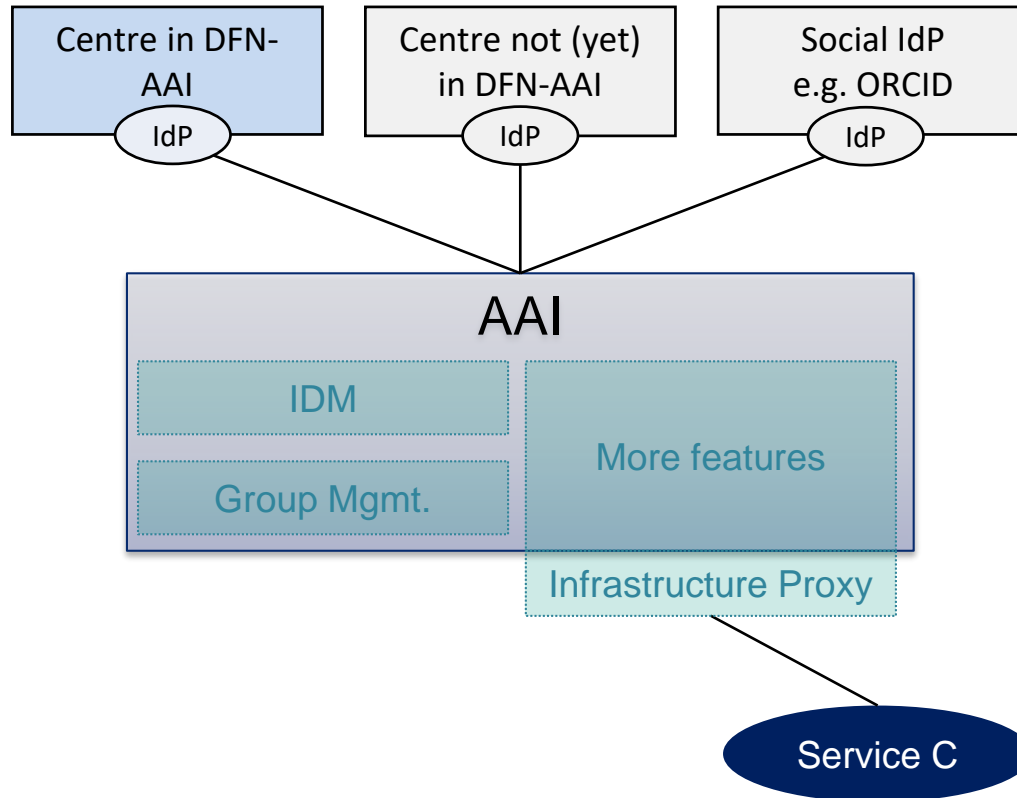 Centre in DFN-
AAI
IdP
Centre not (yet)
in DFN-AAI
IdP
Social IdP
e.g. ORCID
IdP
AAI
IDM
Group Mgmt.
More features
Infrastructure Proxy
Service C